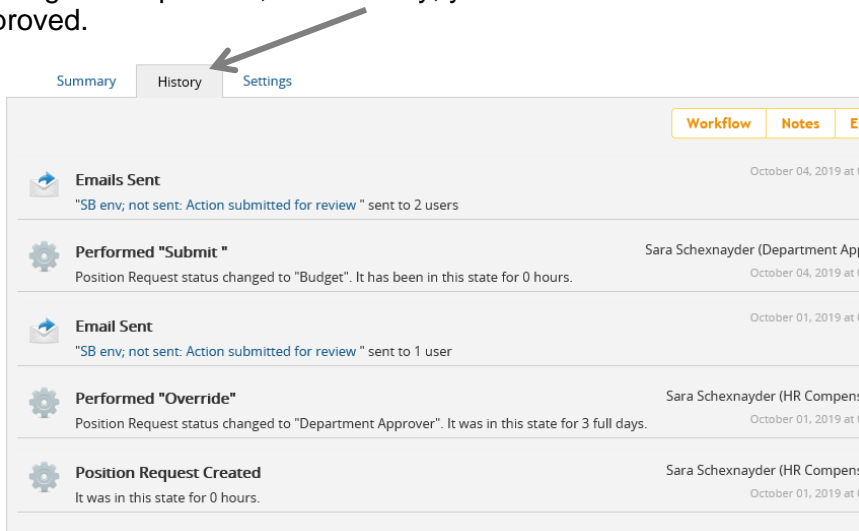 proved.
Summary History Settings
Workflow Notes E
October 04, 2019 at
Emails Sent
"SB env; not sent: Action submitted for review " sent to 2 users
Performed "Submit "
Sara Schexnayder (Department App
Position Request status changed to "Budget". It has been in this state for 0 hours.
October 04, 2019 at
October 01, 2019 at
Email Sent
"SB env; not sent: Action submitted for review " sent to 1 user
Performed "Override"
Sara Schexnayder (HR Compens
Position Request status changed to "Department Approver". It was in this state for 3 full days.
October 01, 2019 at
Position Request Created
Sara Schexnayder (HR Compens
It was in this state for 0 hours.
October 01, 2019 at